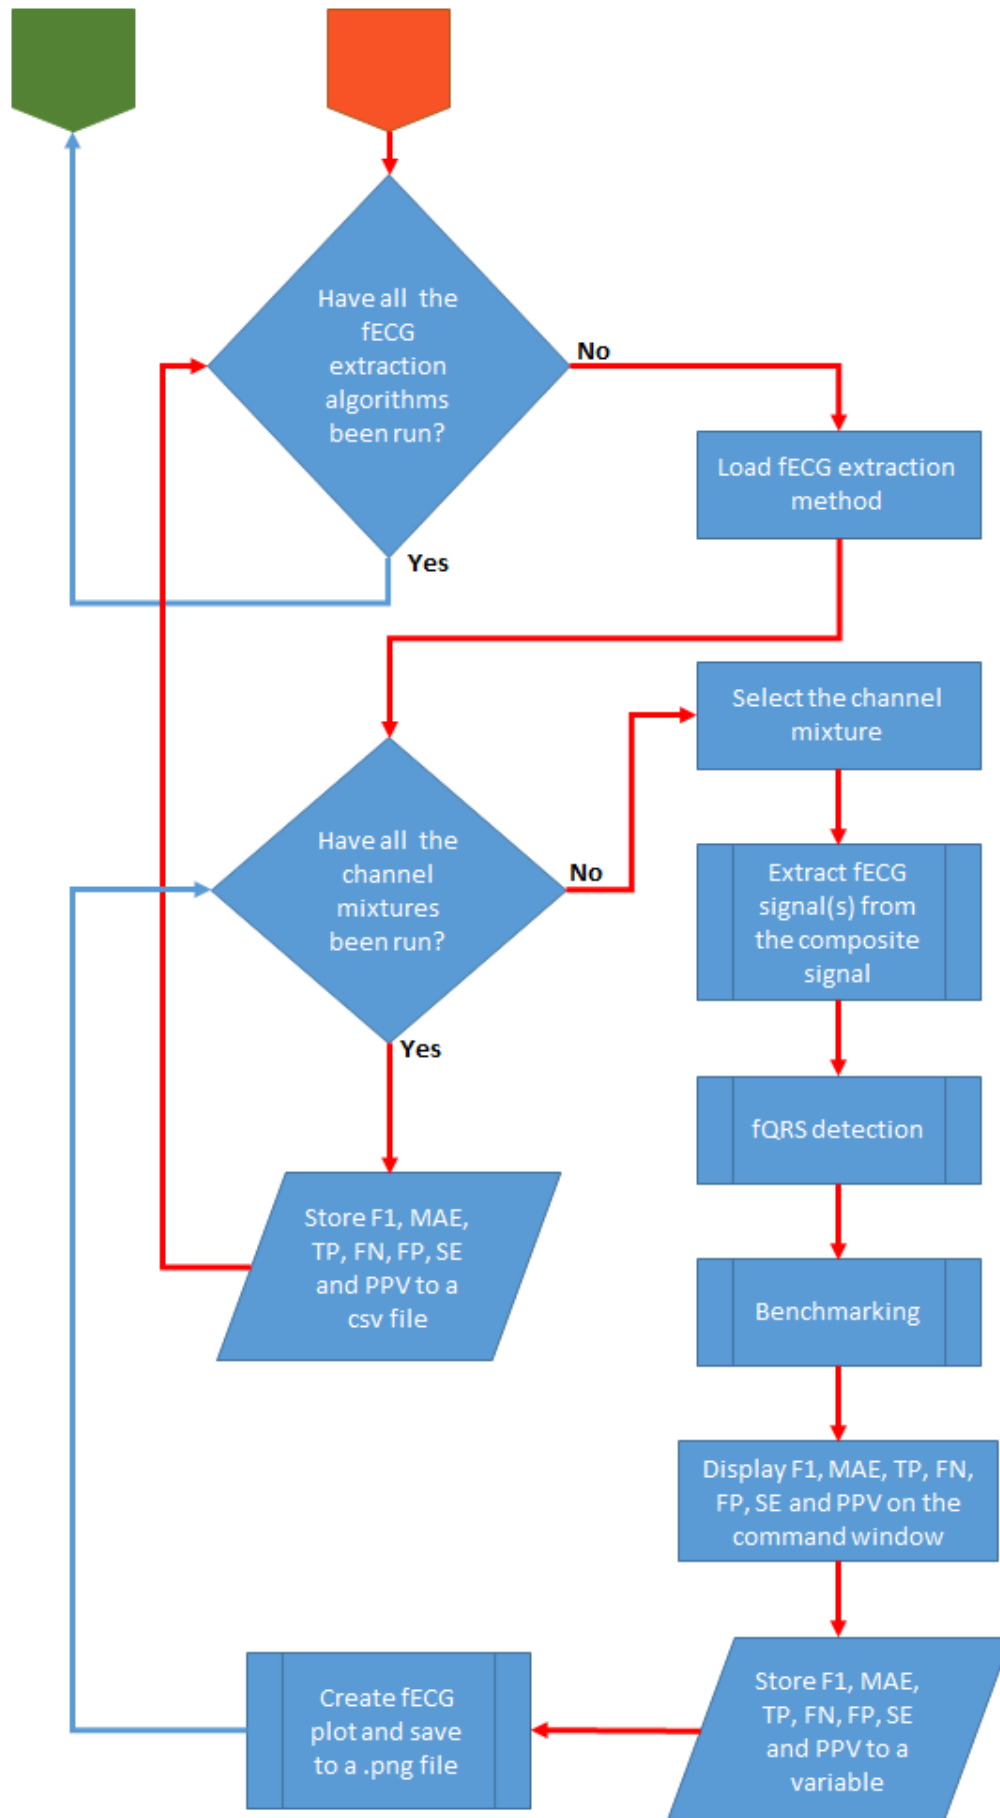 Have all the
fECG
extraction
algorithms
been run?
No
Yes
Load fECG extraction
method
Select the channel
mixture
Have all the
channel
mixtures
been run?
No
Yes
Extract fECG
signal(s) from
the composite
signal
fQRS detection
Store F1, MAE,
TP, FN, FP, SE
and PPV to a
csv file
Benchmarking
Display F1, MAE, TP, FN,
FP, SE and PPV on the
command window
Store F1, MAE,
TP, FN, FP, SE
and PPV to a
variable
Create fECG
plot and save
to a .png file